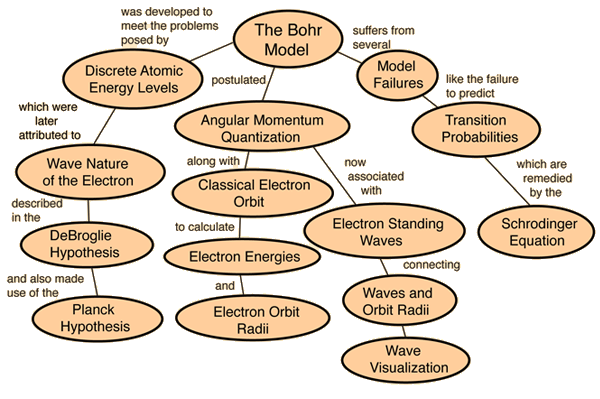 was developed to
meet the problems
posed by
The Bohr
Model
suffers from
several
Discrete Atomic
Energy Levels
postulated
Model
Failures
like the failure
to predict
which were
later
attributed to
Angular Momentum
Quantization
Transition
Probabilities
Wave Nature
of the Electron
along with
now
associated
with
which are
remedied
by the
described
in the
Classical Electron
Orbit
DeBroglie
Hypothesis
to calculate
Electron Standing
Waves
Schrodinger
Equation
and also made
use of the
Electron Energies
connecting
Planck
Hypothesis
and
Electron Orbit
Radii
Waves and
Orbit Radii
Wave
Visualization